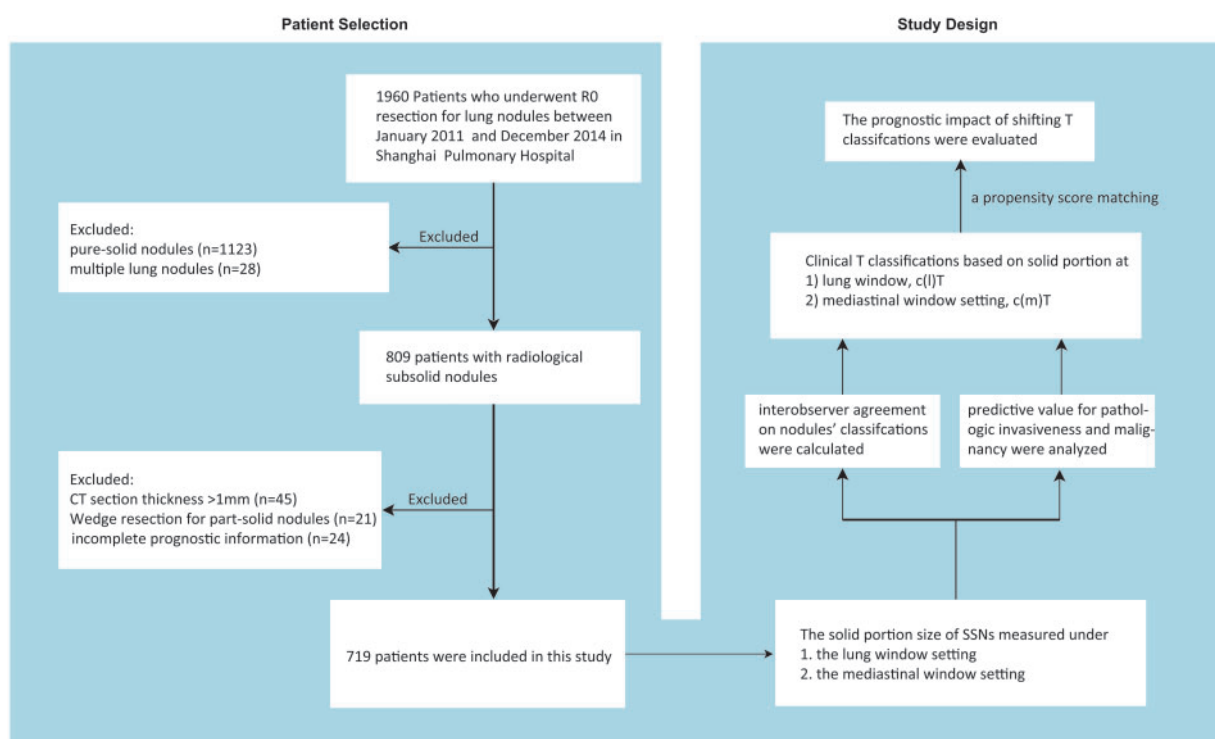 Patient Selection
1960 Patients who underwent R0
resection for lung nodules between
January 2011 and December 2014 in
Shanghai Pulmonary Hospital
Excluded:
pure-solid nodules (n=1123)
multiple lung nodules (n=28)
Excluded
809 patients with radiological
subsolid nodules
Excluded:
CT section thickness >1mm (n=45)
Wedge resection for part-solid nodules (n=21)
incomplete prognostic information (n=24)
Excluded
719 patients were included in this study
Study Design
The prognostic impact of shifting T
classifcations were evaluated
a propensity score matching
Clinical T classifications based on solid portion at
1) lung window, c(l)T
2) mediastinal window setting, c(m)T
interobserver agreement
on nodules' classifcations
were calculated
predictive value for pathol-
ogic invasiveness and malig-
nancy were analyzed
The solid portion size of SSNs measured under
1. the lung window setting
2. the mediastinal window setting